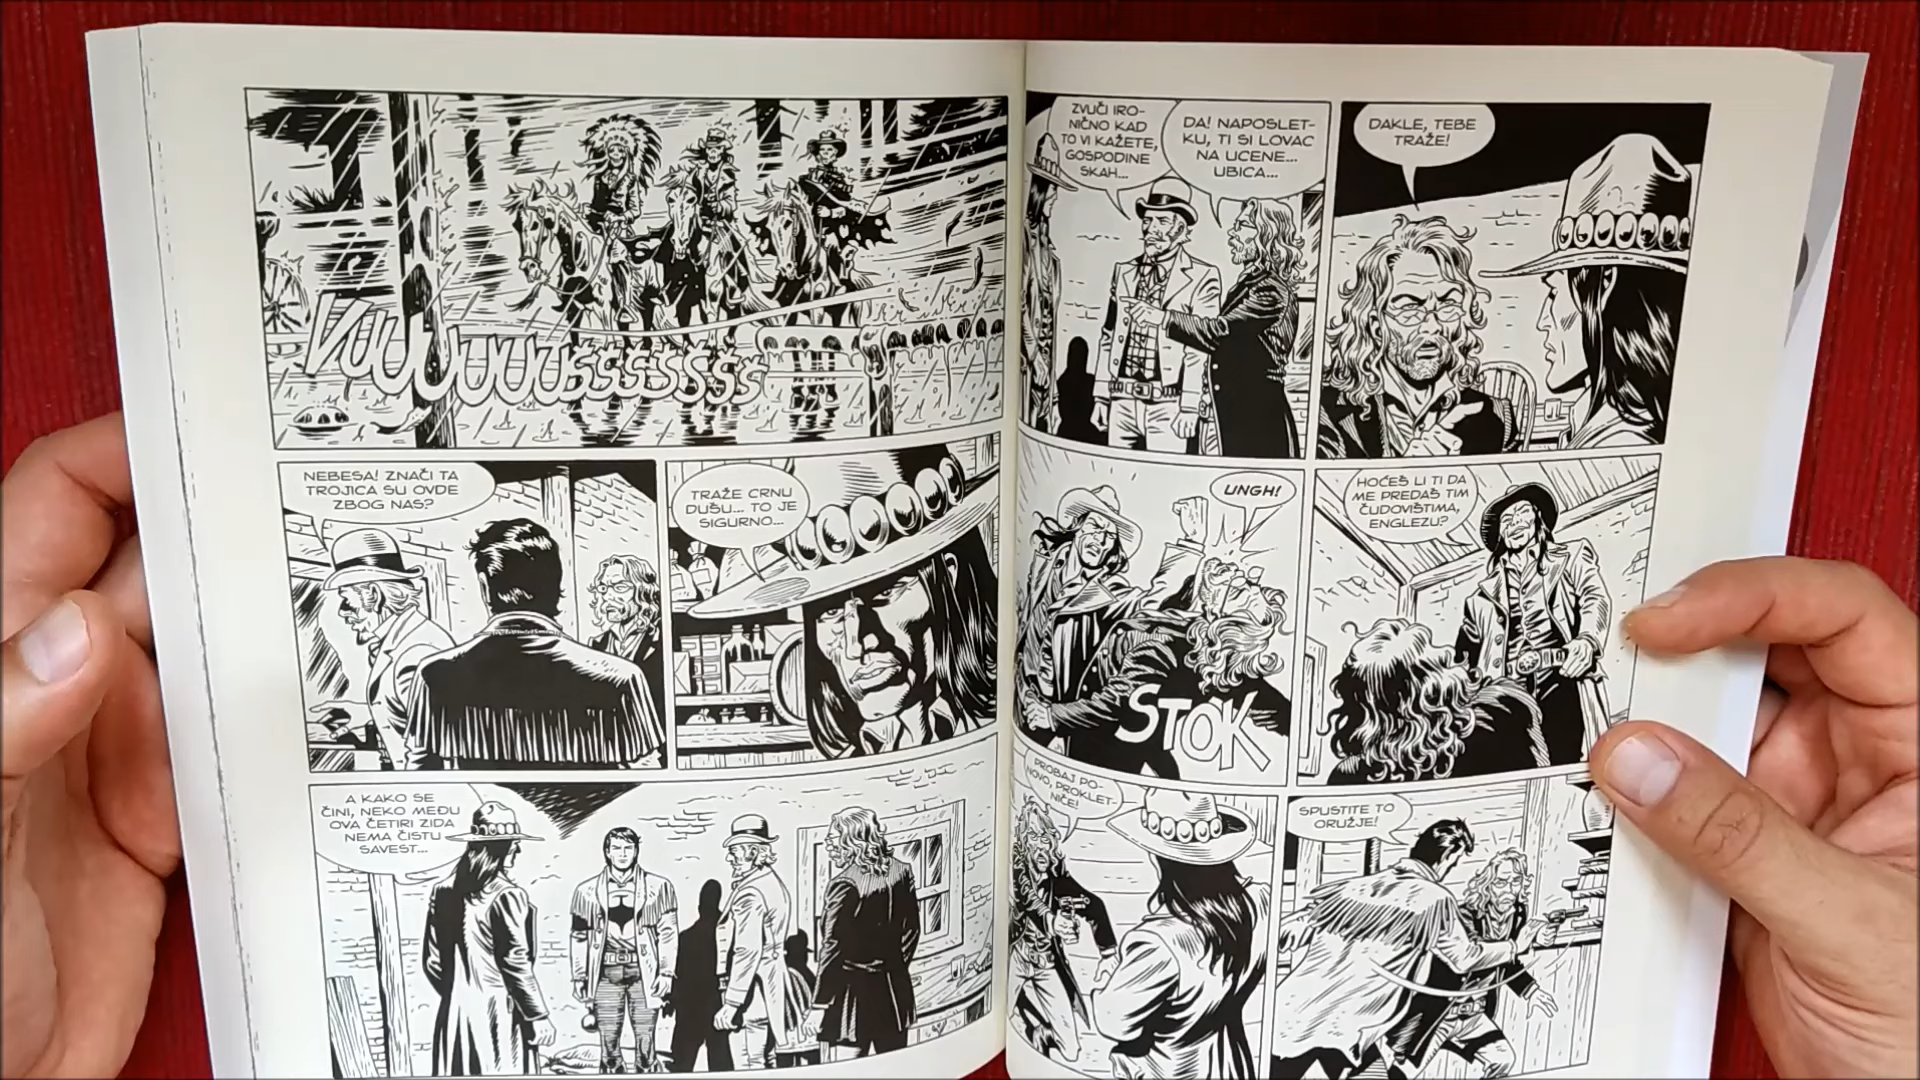 VUUUUUUUŠŠŠŠŠŠŠ
NEBESA! ZNAČI TA
TROJICA SU OVDE
ZBOG NAS?
TRAŽE CRNU
DUŠU... TO JE
SIGURNO...
A KAKO SE
ČINI, NEKO MEĐU
OVA ČETIRI ZIDA
NEMA ČISTU
SAVEST...
ZVUČI IRO-
NIČNO KAD
TO VI KAŽETE,
GOSPODINE
SKAH...
DA! NAPOSLET-
KU, TI SI LOVAC
NA UCENE...
UBICA...
DAKLE, TEBE
TRAŽE!
UNGH!
STOK
HOĆEŠ LI TI DA
ME PREDAŠ TIM
ČUDOVIŠTIMA,
ENGLEZU?
PROBAJ PO-
NOVO, PROKLET-
NIČE!
SPUSTITE TO
ORUŽJE!